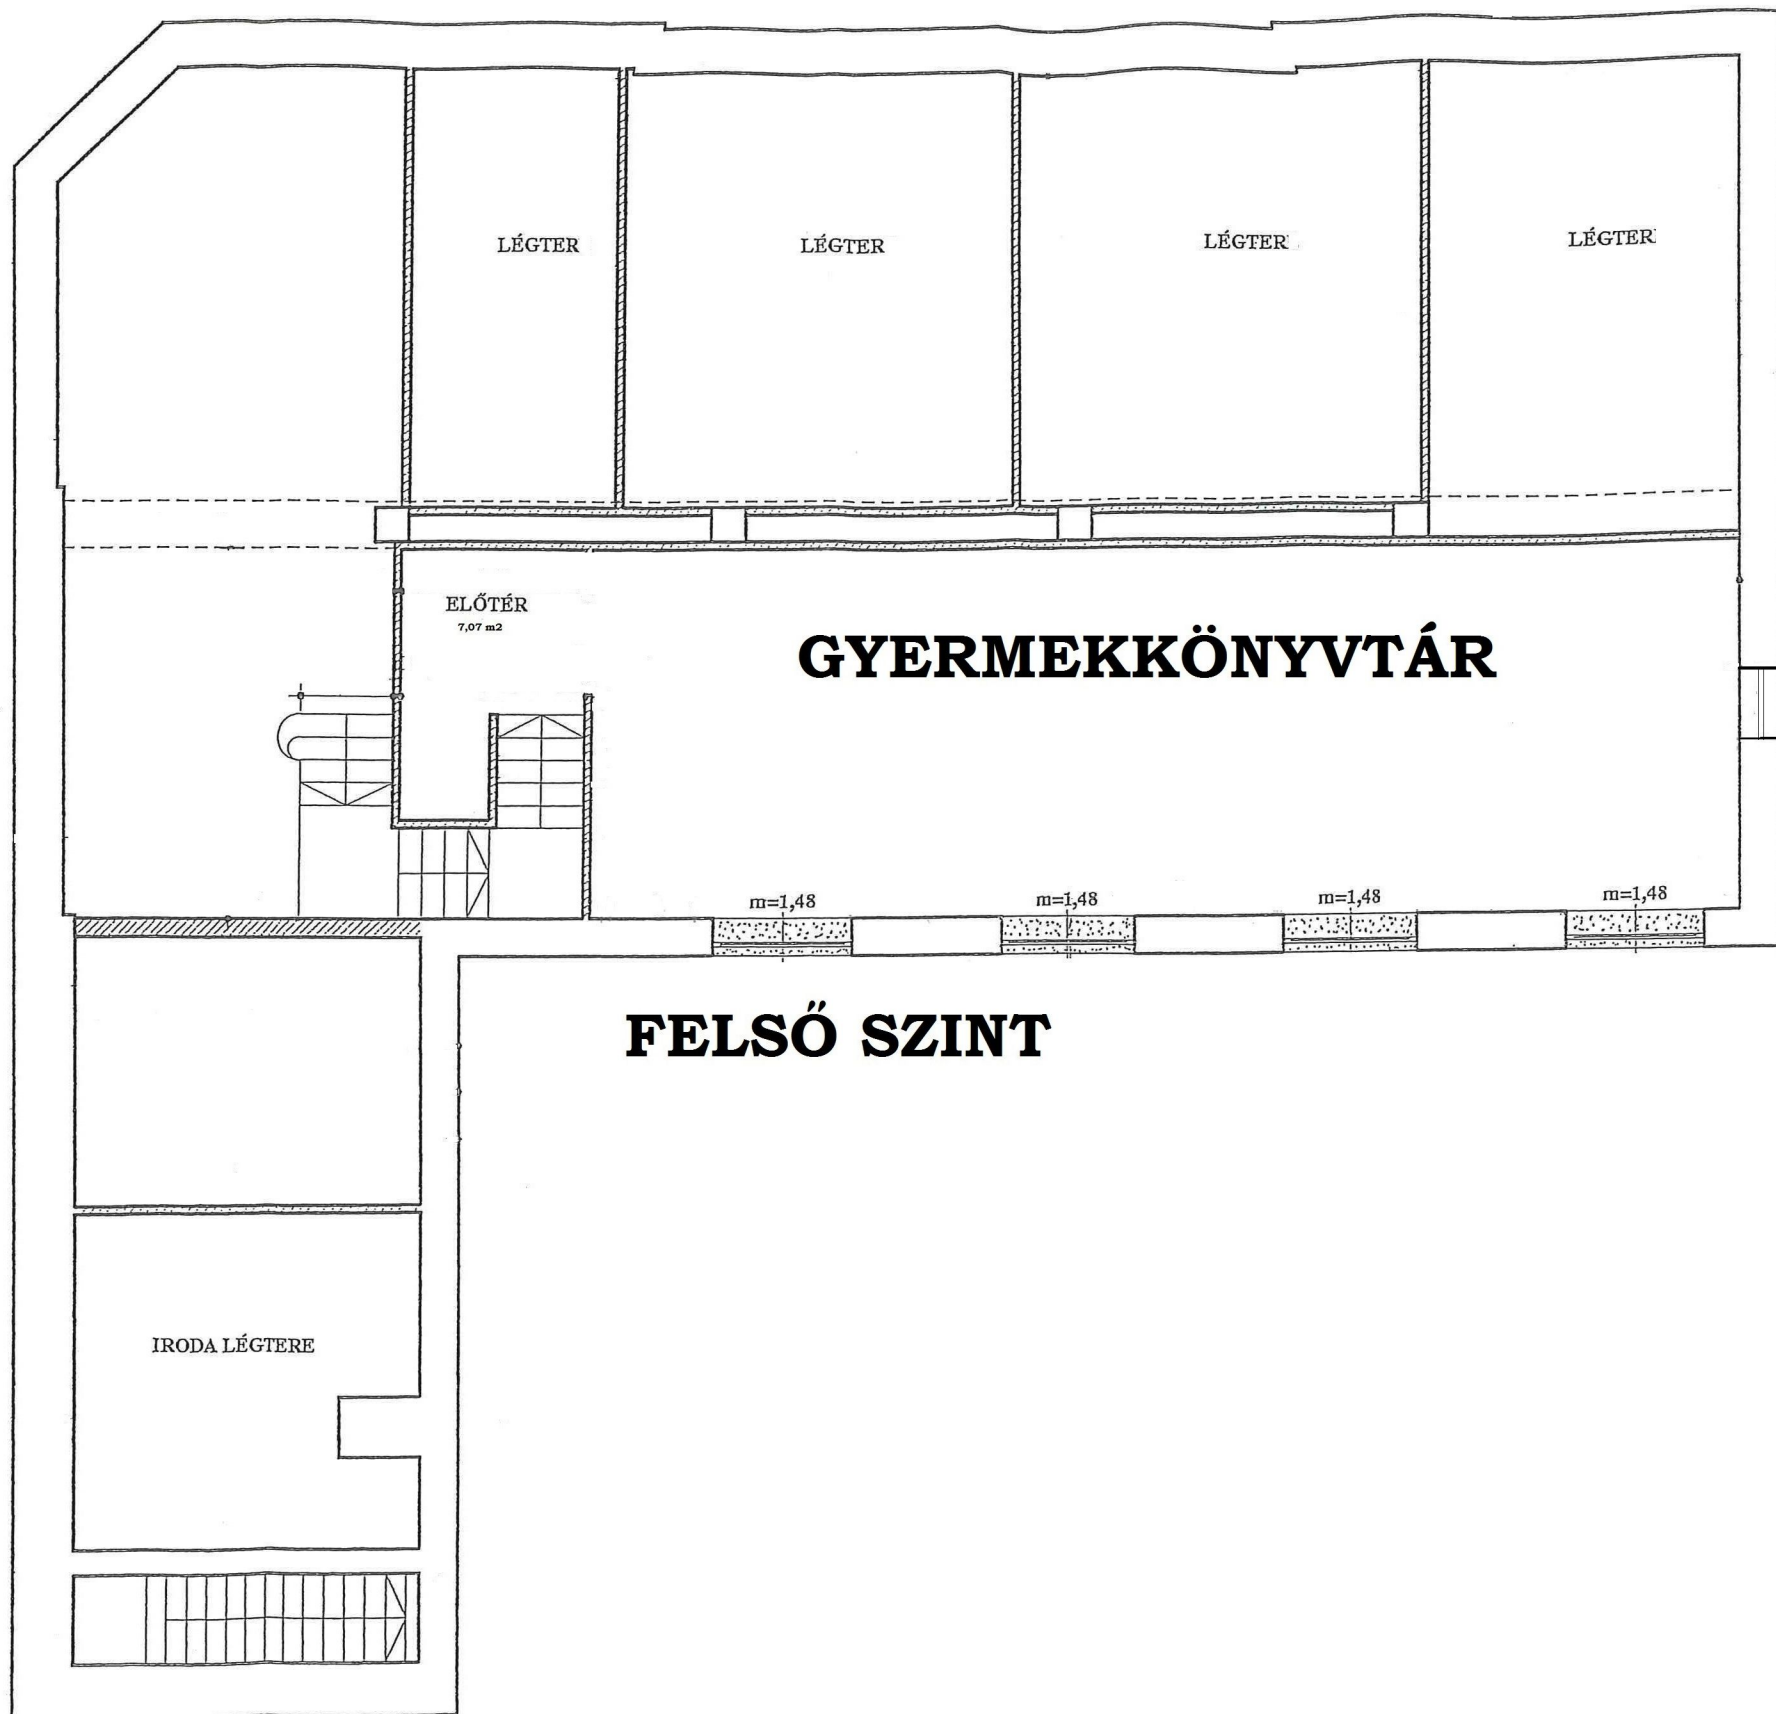 LÉGTER
LÉGTER
LÉGTER
LÉGTER
ELŐTÉR
7,07 m2
GYERMEKKÖNYVTÁR
m=1,48
m=1,48
m=1,48
m=1,48
FELSŐ SZINT
IRODA LÉGTERE